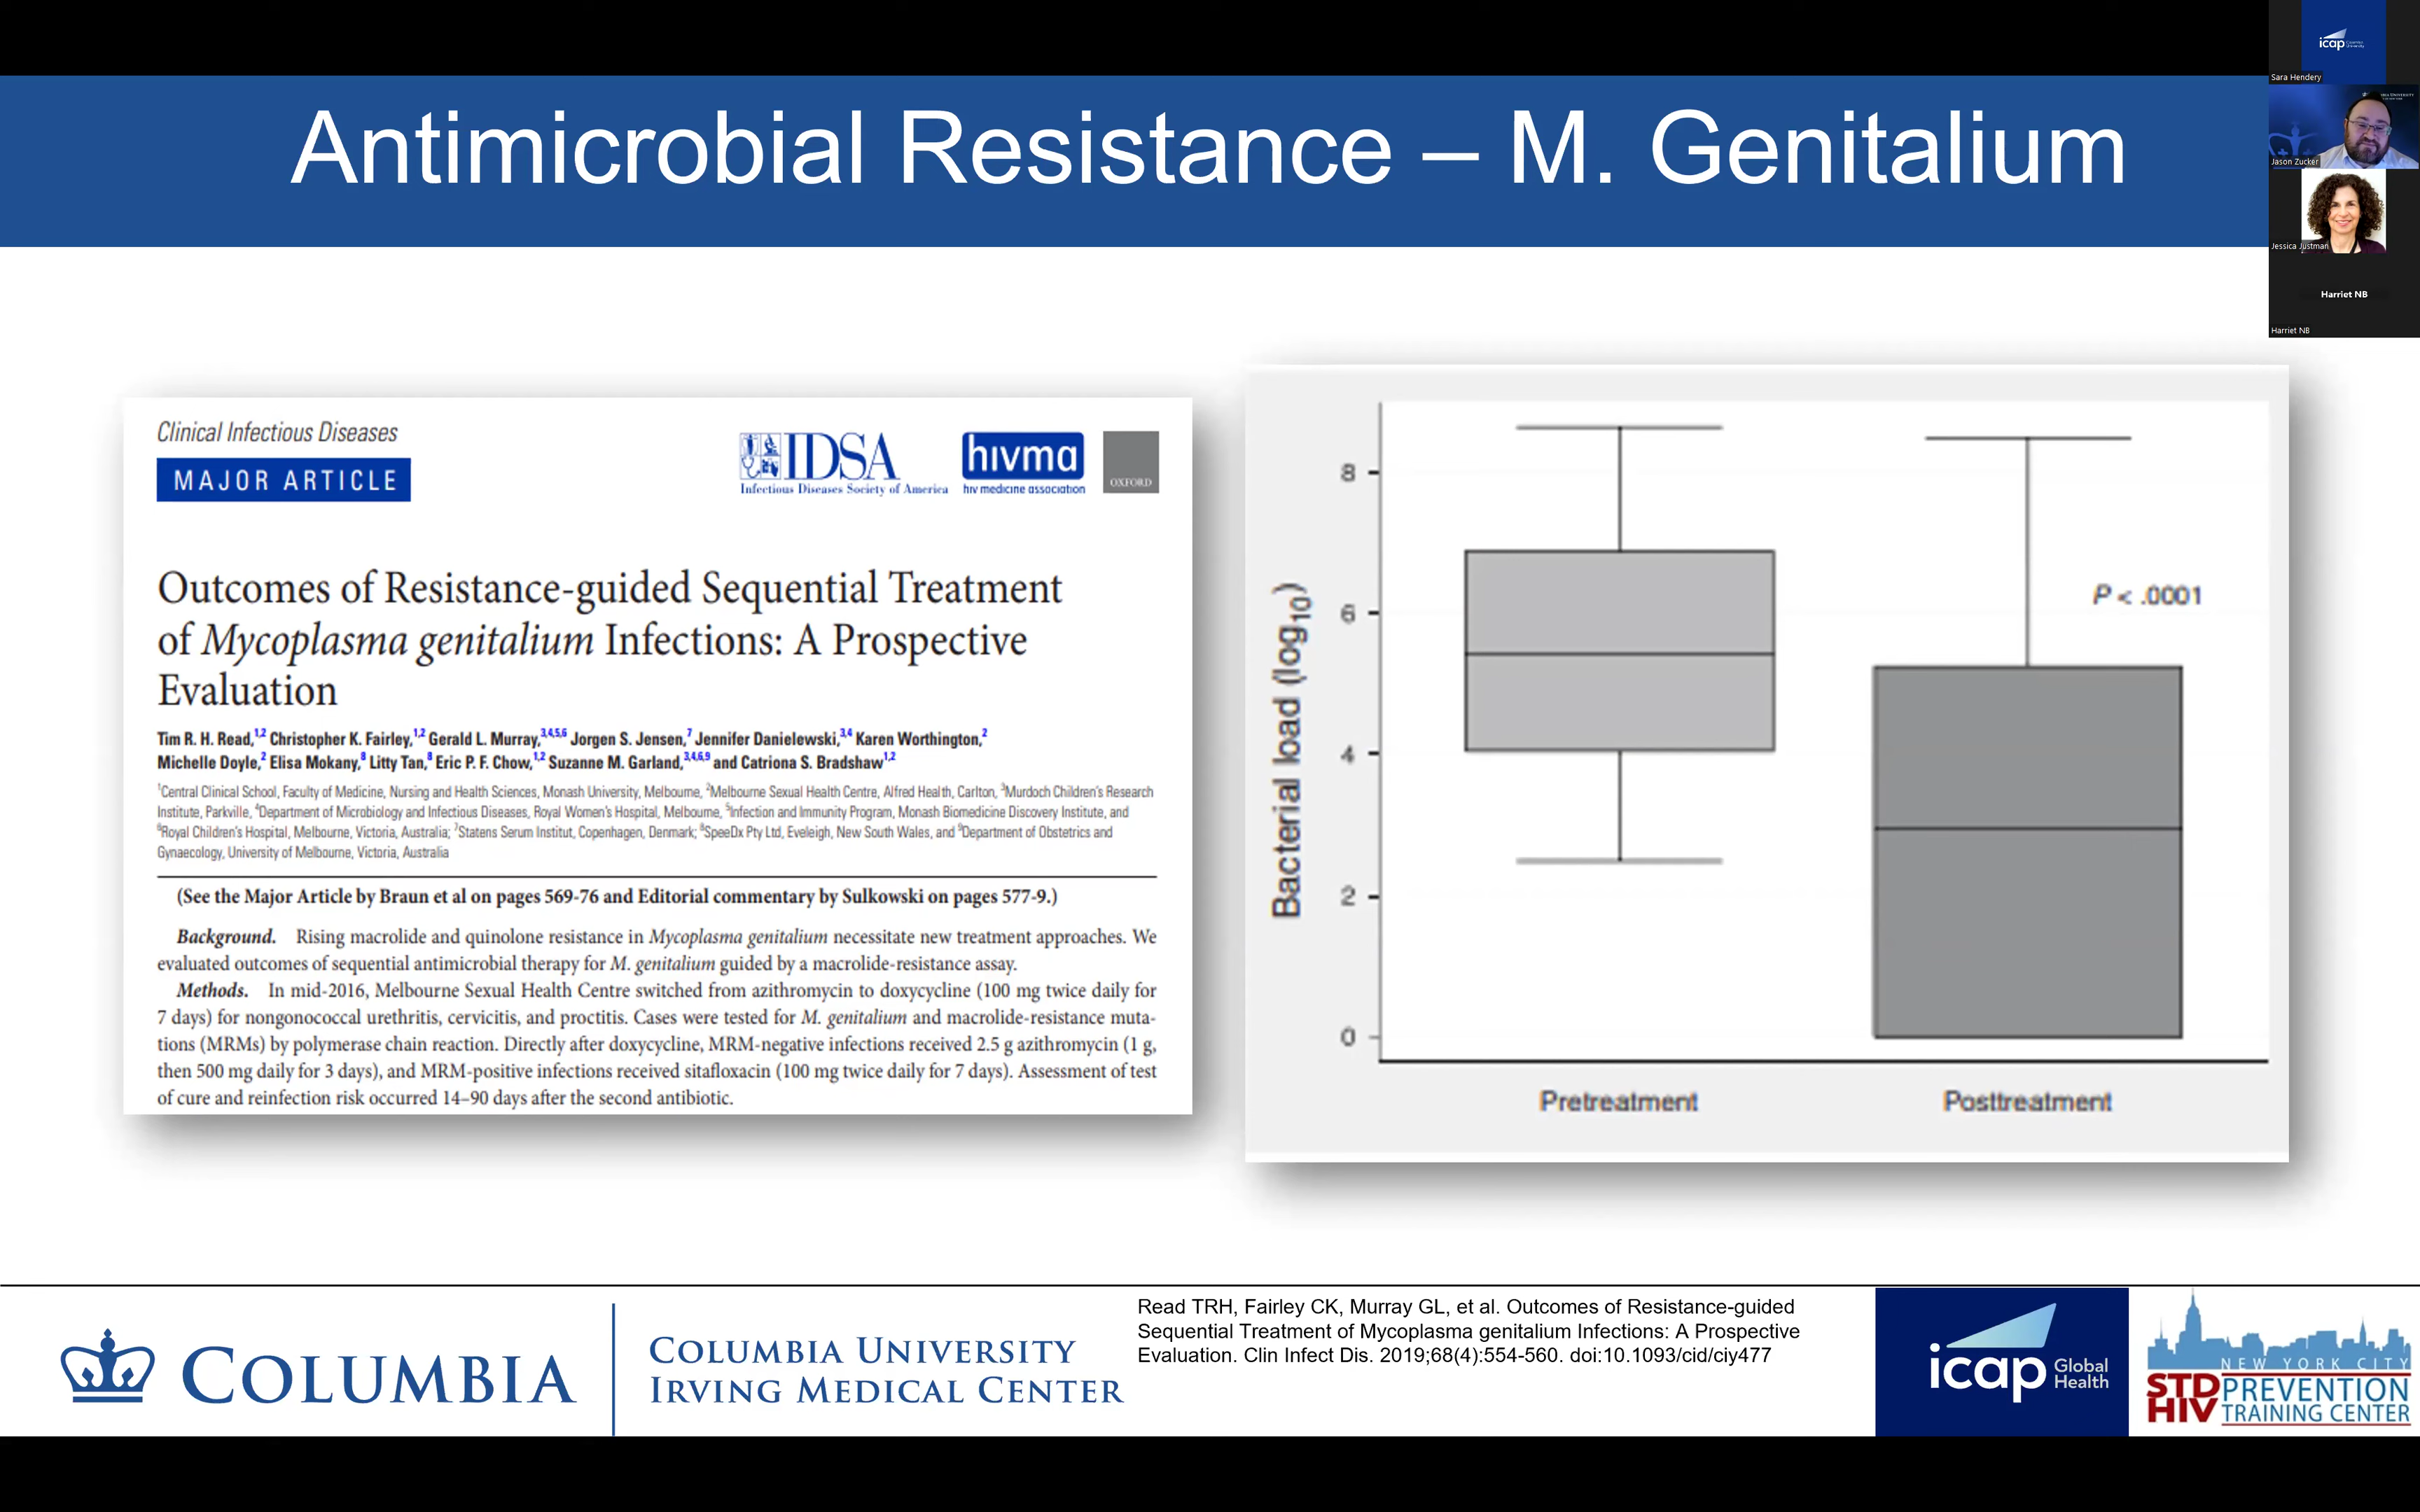 Antimicrobial Resistance – M. Genitalium
icap
Sara Hendery
Jason Zucker
Jessica Justman
Harriet NB
Harriet NB
Clinical Infectious Diseases
MAJOR ARTICLE
IDSA
Infectious Diseases Society of America
hivma
hiv medicine association
OXFORD
Outcomes of Resistance-guided Sequential Treatment
of Mycoplasma genitalium Infections: A Prospective
Evaluation
Tim R. H. Read,1,2 Christopher K. Fairley,1,2 Gerald L. Murray,3,4,5,6 Jorgen S. Jensen,7 Jennifer Danielewski,3,4 Karen Worthington,2
Michelle Doyle,2 Elisa Mokany,8 Litty Tan,8 Eric P. F. Chow,1,2 Suzanne M. Garland,3,4,6,9 and Catriona S. Bradshaw1,2
1Central Clinical School, Faculty of Medicine, Nursing and Health Sciences, Monash University, Melbourne, 2Melbourne Sexual Health Centre, Alfred Health, Carlton, 3Murdoch Children's Research
Institute, Parkville, 4Department of Microbiology and Infectious Diseases, Royal Women's Hospital, Melbourne, 5Infection and Immunity Program, Monash Biomedicine Discovery Institute, and
6Royal Children's Hospital, Melbourne, Victoria, Australia; 7Statens Serum Institut, Copenhagen, Denmark; 8SpeeDx Pty Ltd, Eveleigh, New South Wales, and 9Department of Obstetrics and
Gynaecology, University of Melbourne, Victoria, Australia
(See the Major Article by Braun et al on pages 569-76 and Editorial commentary by Sulkowski on pages 577-9.)
Background. Rising macrolide and quinolone resistance in Mycoplasma genitalium necessitate new treatment approaches. We
evaluated outcomes of sequential antimicrobial therapy for M. genitalium guided by a macrolide-resistance assay.
Methods. In mid-2016, Melbourne Sexual Health Centre switched from azithromycin to doxycycline (100 mg twice daily for
7 days) for nongonococcal urethritis, cervicitis, and proctitis. Cases were tested for M. genitalium and macrolide-resistance muta-
tions (MRMs) by polymerase chain reaction. Directly after doxycycline, MRM-negative infections received 2.5 g azithromycin (1 g,
then 500 mg daily for 3 days), and MRM-positive infections received sitafloxacin (100 mg twice daily for 7 days). Assessment of test
of cure and reinfection risk occurred 14–90 days after the second antibiotic.
Bacterial load (log10)
8
6
4
2
0
P < .0001
Pretreatment
Posttreatment
COLUMBIA
COLUMBIA UNIVERSITY
IRVING MEDICAL CENTER
Read TRH, Fairley CK, Murray GL, et al. Outcomes of Resistance-guided
Sequential Treatment of Mycoplasma genitalium Infections: A Prospective
Evaluation. Clin Infect Dis. 2019;68(4):554-560. doi:10.1093/cid/ciy477
icap Global
Health
NEW YORK CITY
STD PREVENTION
HIV TRAINING CENTER